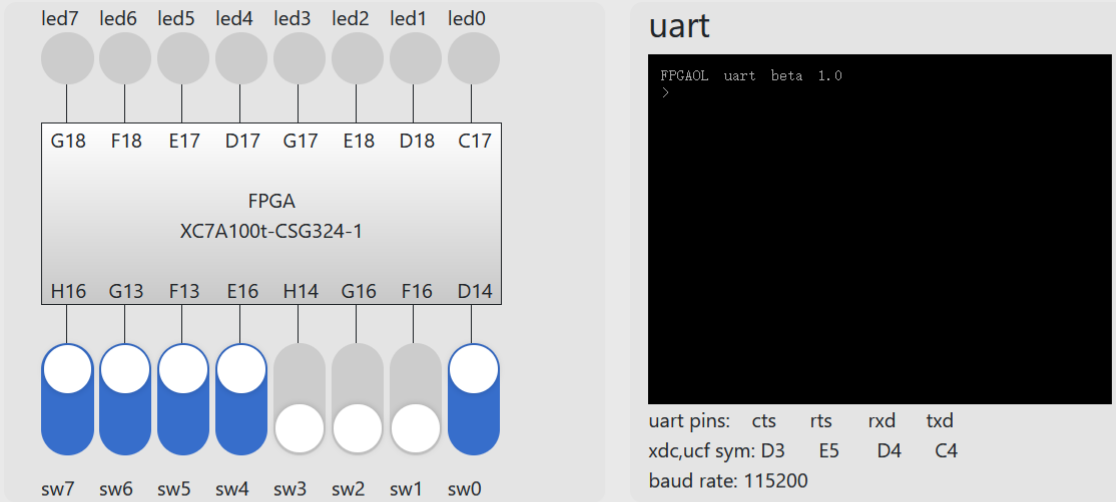 led7 led6 led5 led4 led3 led2 led1 led0
G18 F18 E17 D17 G17 E18 D18 C17
FPGA
XC7A100t-CSG324-1
H16 G13 F13 E16 H14 G16 F16 D14
sw7 sw6 sw5 sw4 sw3 sw2 sw1 sw0
uart
FPGAOL uart beta 1.0
>
uart pins: cts rts rxd txd
xdc,ucf sym: D3 E5 D4 C4
baud rate: 115200